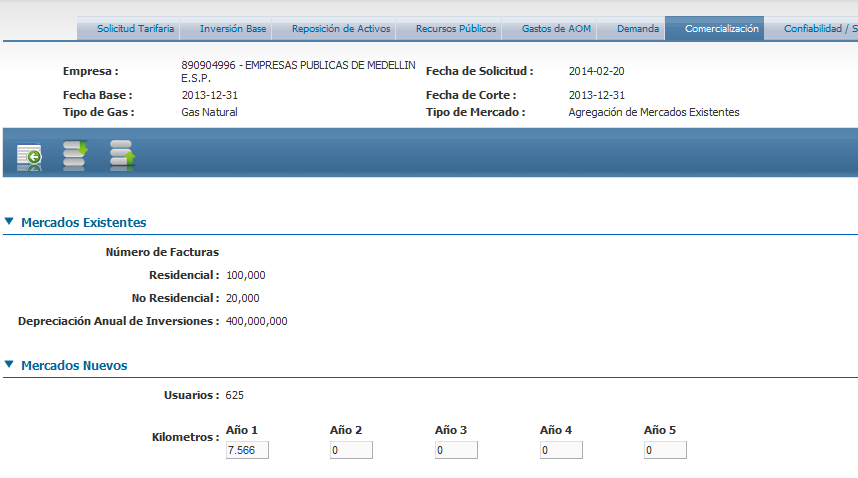 Solicitud Tarifaria Inversión Base Reposición de Activos Recursos Públicos Gastos de AOM Demanda Comercialización Confiabilidad / S
Empresa : 890904996 - EMPRESAS PUBLICAS DE MEDELLIN E.S.P. Fecha de Solicitud : 2014-02-20
Fecha Base : 2013-12-31 Fecha de Corte : 2013-12-31
Tipo de Gas : Gas Natural Tipo de Mercado : Agregación de Mercados Existentes
Mercados Existentes
Número de Facturas
Residencial : 100,000
No Residencial : 20,000
Depreciación Anual de Inversiones : 400,000,000
Mercados Nuevos
Usuarios : 625
Año 1 Año 2 Año 3 Año 4 Año 5
Kilometros : 7.566 0 0 0 0